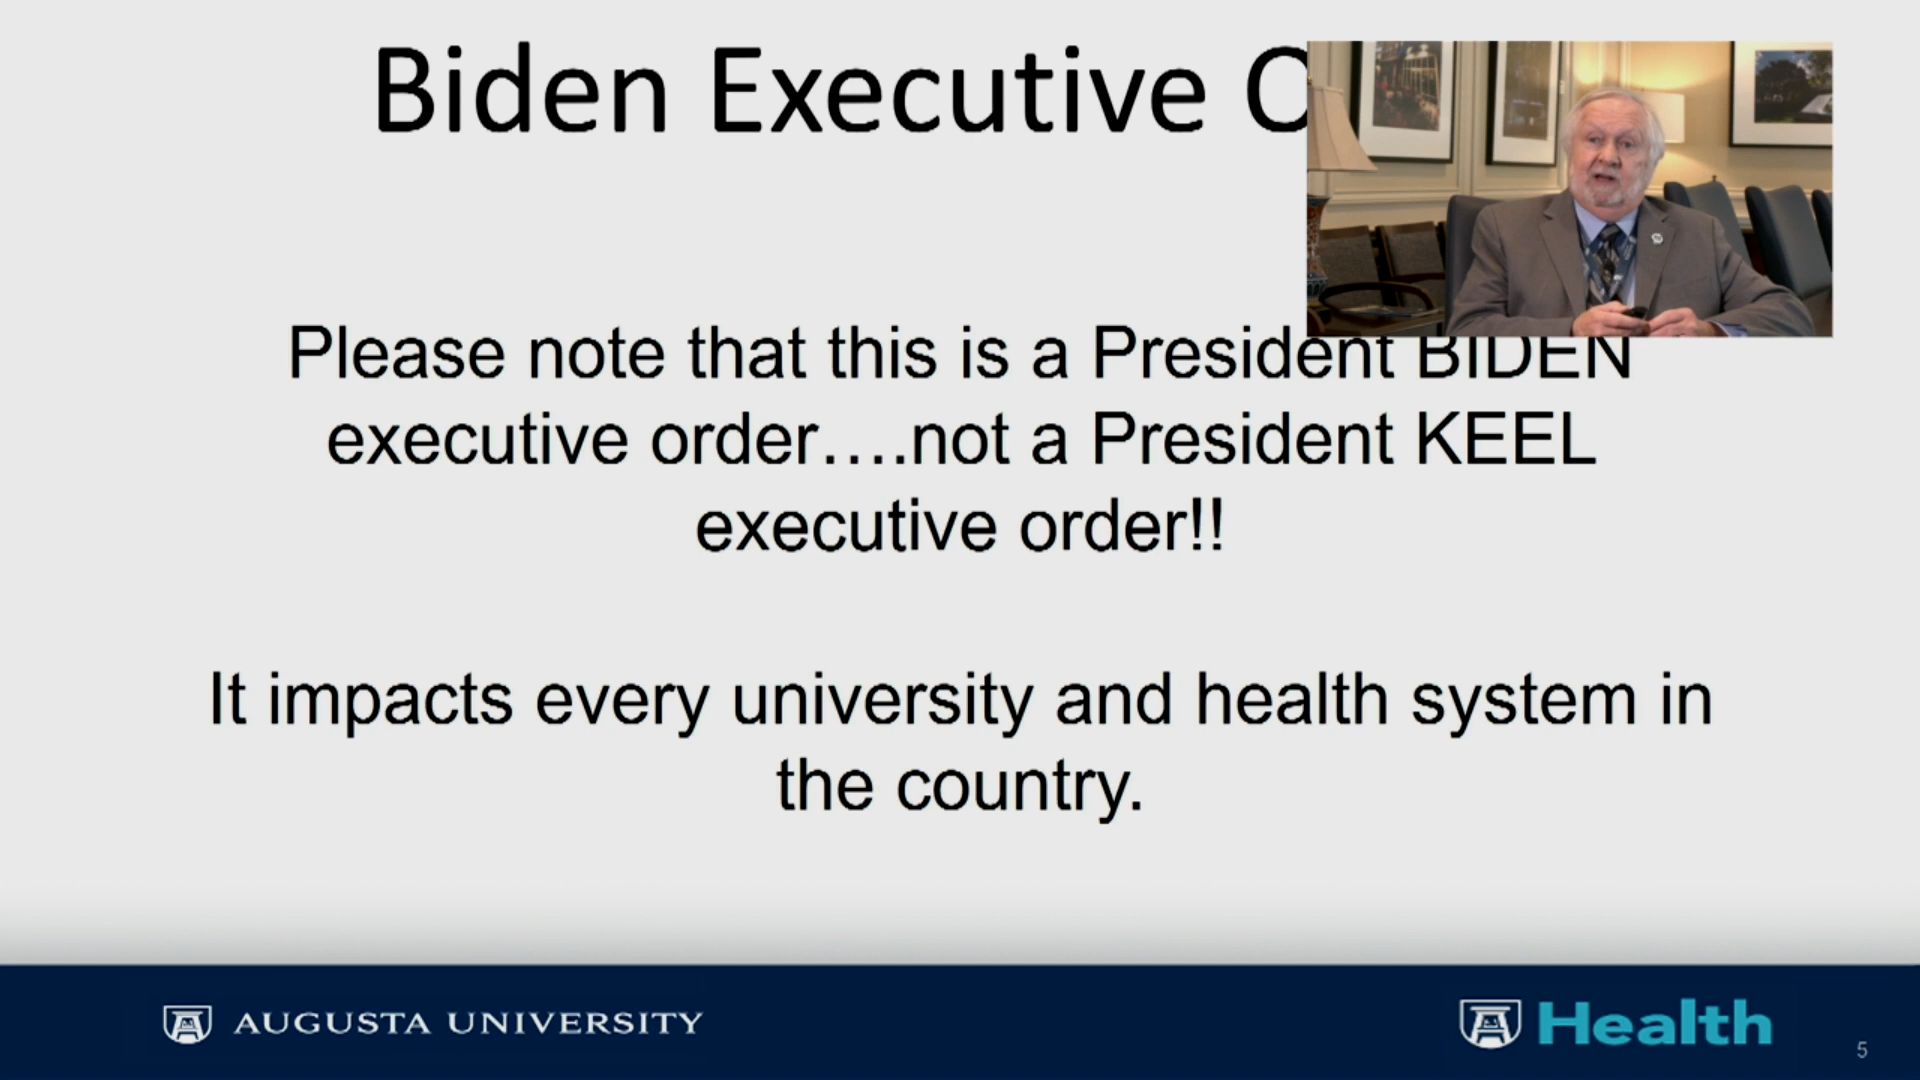 Biden Executive O
Please note that this is a President BIDEN
executive order….not a President KEEL
executive order!!
It impacts every university and health system in
the country.
AUGUSTA UNIVERSITY
Health
5